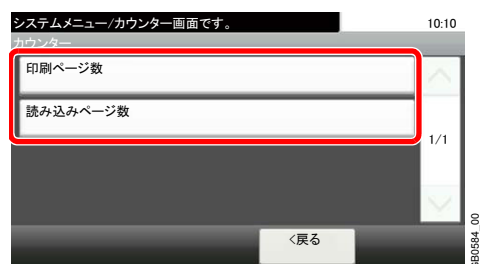 システムメニュー/カウンター画面です。
10:10
カウンター
印刷ページ数
読み込みページ数
1/1
<戻る
GB0584_00